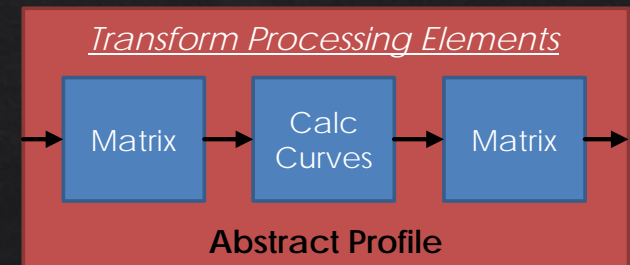 Transform Processing Elements
Matrix
Calc
Curves
Matrix
Abstract Profile